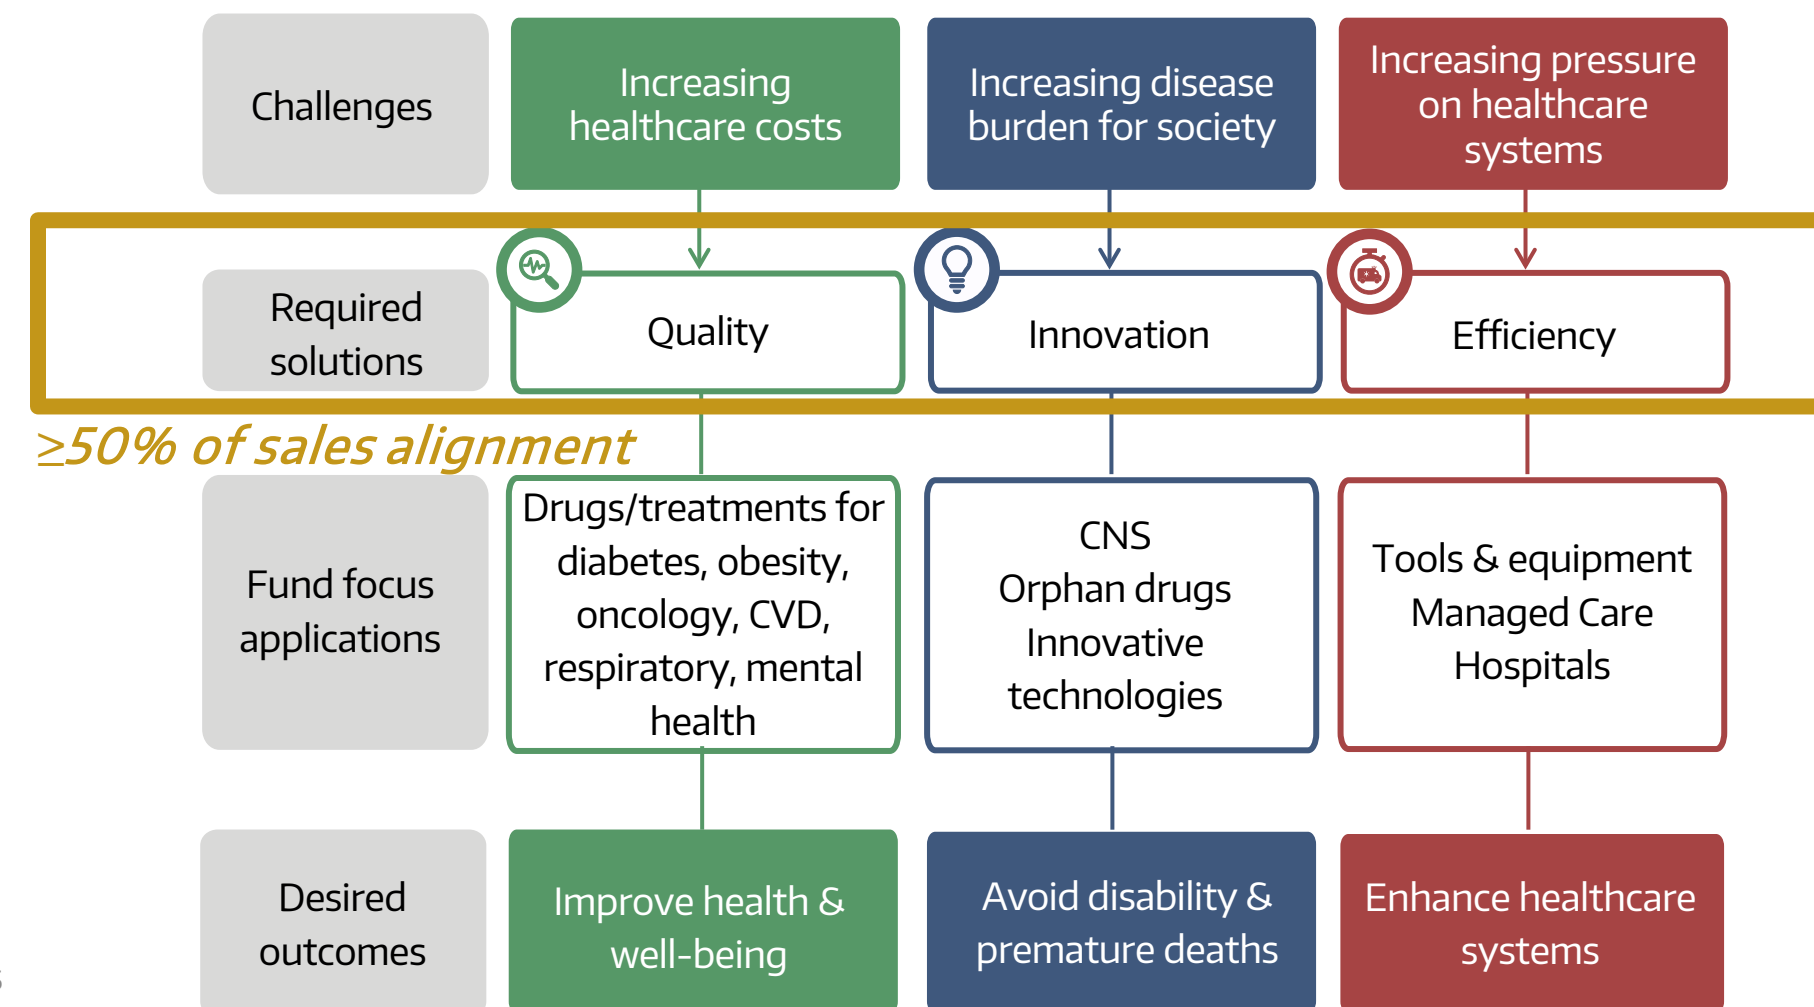 Challenges
Increasing
healthcare costs
Increasing disease
burden for society
Increasing pressure
on healthcare
systems
Required
solutions
Quality
Innovation
Efficiency
≥50% of sales alignment
Fund focus
applications
Drugs/treatments for
diabetes, obesity,
oncology, CVD,
respiratory, mental
health
CNS
Orphan drugs
Innovative
technologies
Tools & equipment
Managed Care
Hospitals
Desired
outcomes
Improve health &
well-being
Avoid disability &
premature deaths
Enhance healthcare
systems